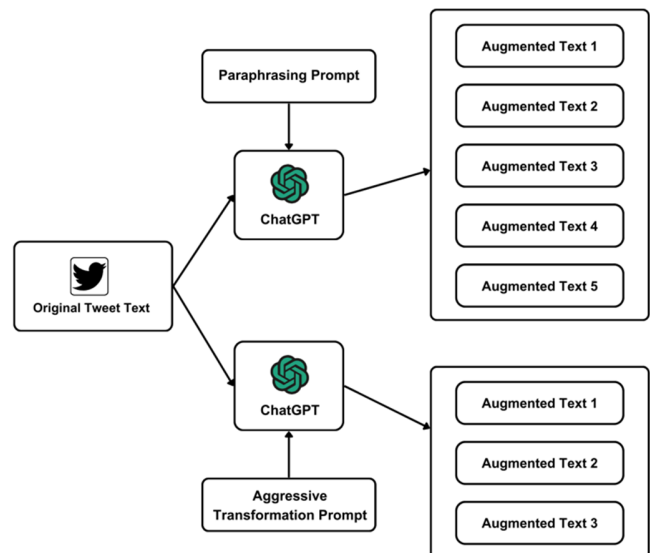 Paraphrasing Prompt
ChatGPT
Original Tweet Text
ChatGPT
Aggressive
Transformation Prompt
Augmented Text 1
Augmented Text 2
Augmented Text 3
Augmented Text 4
Augmented Text 5
Augmented Text 1
Augmented Text 2
Augmented Text 3